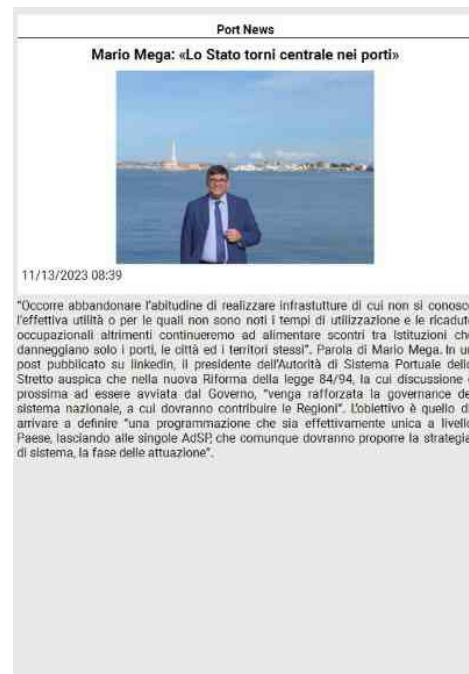 Port News
Mario Mega: «Lo Stato torni centrale nei porti»
11/13/2023 08:39
"Occorre abbandonare l'abitudine di realizzare infrastutture di cui non si conosce
l'effettiva utilità o per le quali non sono noti i tempi di utilizzazione e le ricadute
occupazionali altrimenti continueremo ad alimentare scontri tra Istituzioni che
danneggiano solo i porti, le città ed i territori stessi". Parola di Mario Mega. In un
post pubblicato su linkedin, il presidente dell'Autorità di Sistema Portuale dello
Stretto auspica che nella nuova Riforma della legge 84/94, la cui discussione
prossima ad essere avviata dal Governo, "venga rafforzata la governance de
sistema nazionale, a cui dovranno contribuire le Regioni". L'obiettivo è quello di
arrivare a definire "una programmazione che sia effettivamente unica a livello
Paese, lasciando alle singole AdSP, che comunque dovranno proporre la strategia
di sistema, la fase delle attuazione".